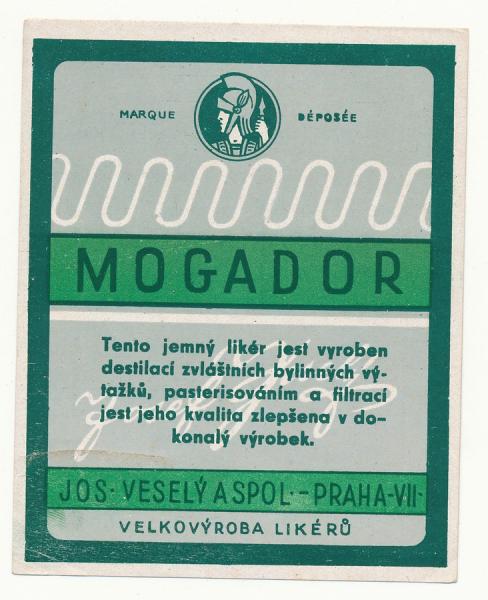 MARQUE DÉPOSÉE
MOGADOR
Tento jemný likér jest vyroben
destilací zvláštních bylinných vý-
tažků, pasterisováním a filtrací
jest jeho kvalita zlepšena v do-
konalý výrobek.
JOS· VESELÝ A SPOL·-PRAHA-VII·
VELKOVÝROBA LIKÉRŮ